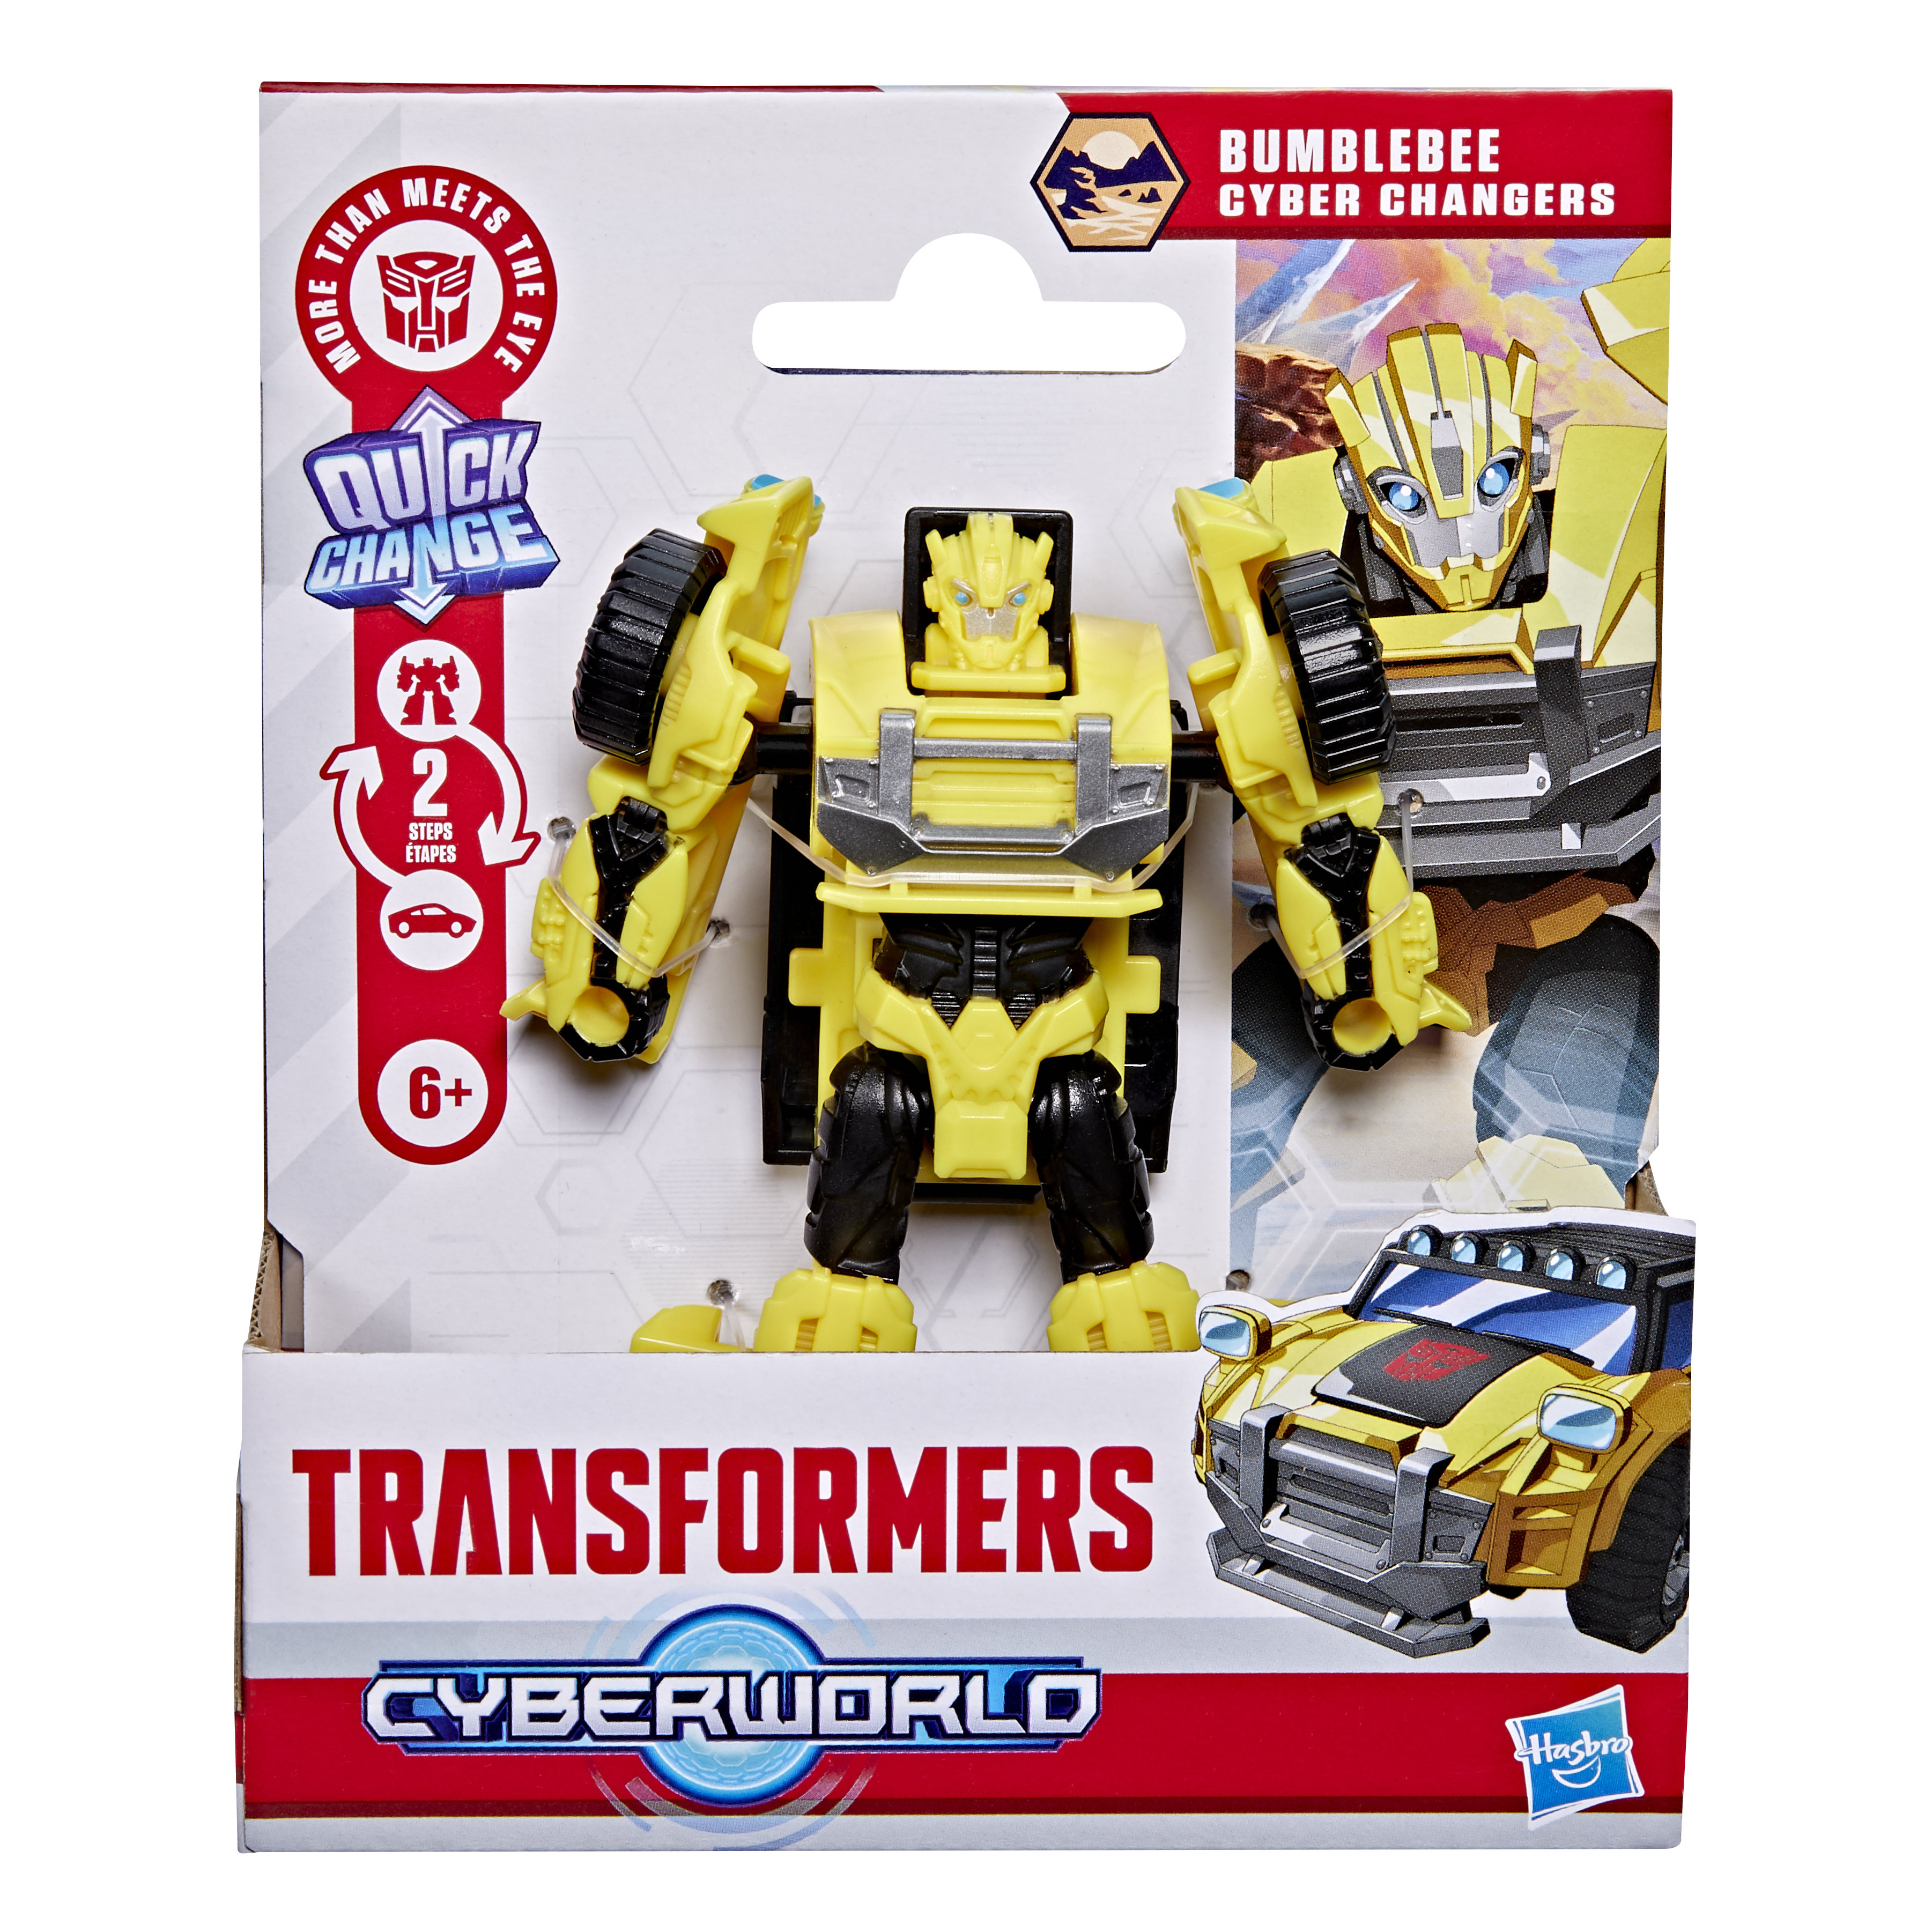 BUMBLEBEE
CYBER CHANGERS
MORE THAN MEETS THE EYE
QUICK
CHANGE
2
STEPS
ÉTAPES
6+
TRANSFORMERS
CYBERWORLD
Hasbro